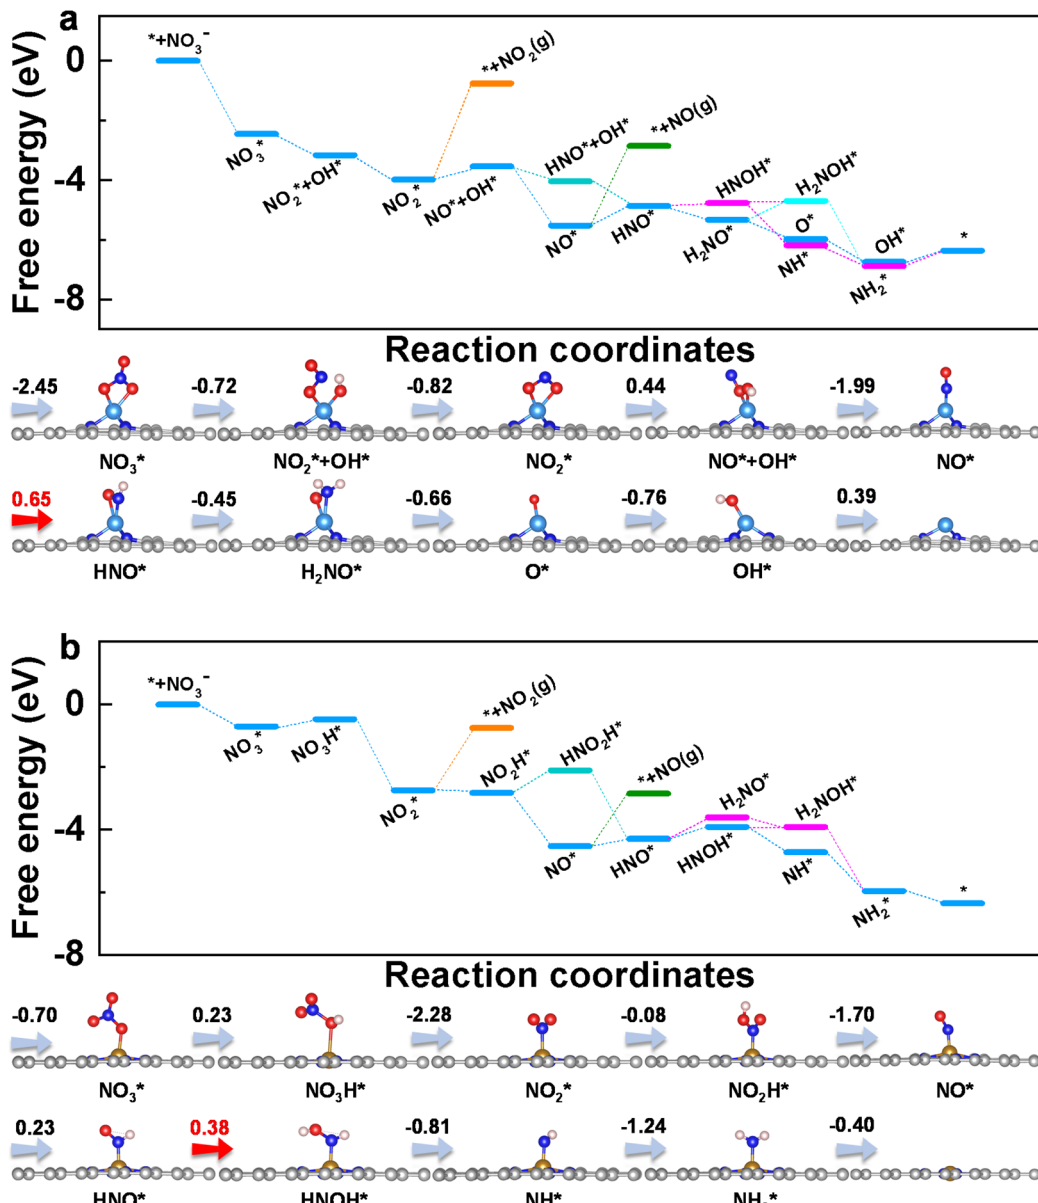 a
Free energy (eV)
0
-4
-8
*+NO₃⁻
NO₃*
NO₂*+OH*
NO₂*
*+NO₂(g)
NO*+OH*
HNO*+OH*
NO*
*+NO(g)
HNO*
HNOH*
H₂NO*
H₂NOH*
O*
NH*
OH*
NH₂*
*
Reaction coordinates
-2.45 -0.72 -0.82 0.44 -1.99
NO₃* NO₂*+OH* NO₂* NO*+OH* NO*
0.65 -0.45 -0.66 -0.76 0.39
HNO* H₂NO* O* OH*
b
Free energy (eV)
0
-4
-8
*+NO₃⁻
NO₃*
NO₃H*
NO₂*
*+NO₂(g)
NO₂H*
HNO₂H*
NO*
*+NO(g)
HNO*
H₂NO*
HNOH*
H₂NOH*
NH*
NH₂*
*
Reaction coordinates
-0.70 0.23 -2.28 -0.08 -1.70
NO₃* NO₃H* NO₂* NO₂H* NO*
0.23 0.38 -0.81 -1.24 -0.40
HNO* HNOH* NH* NH₂*